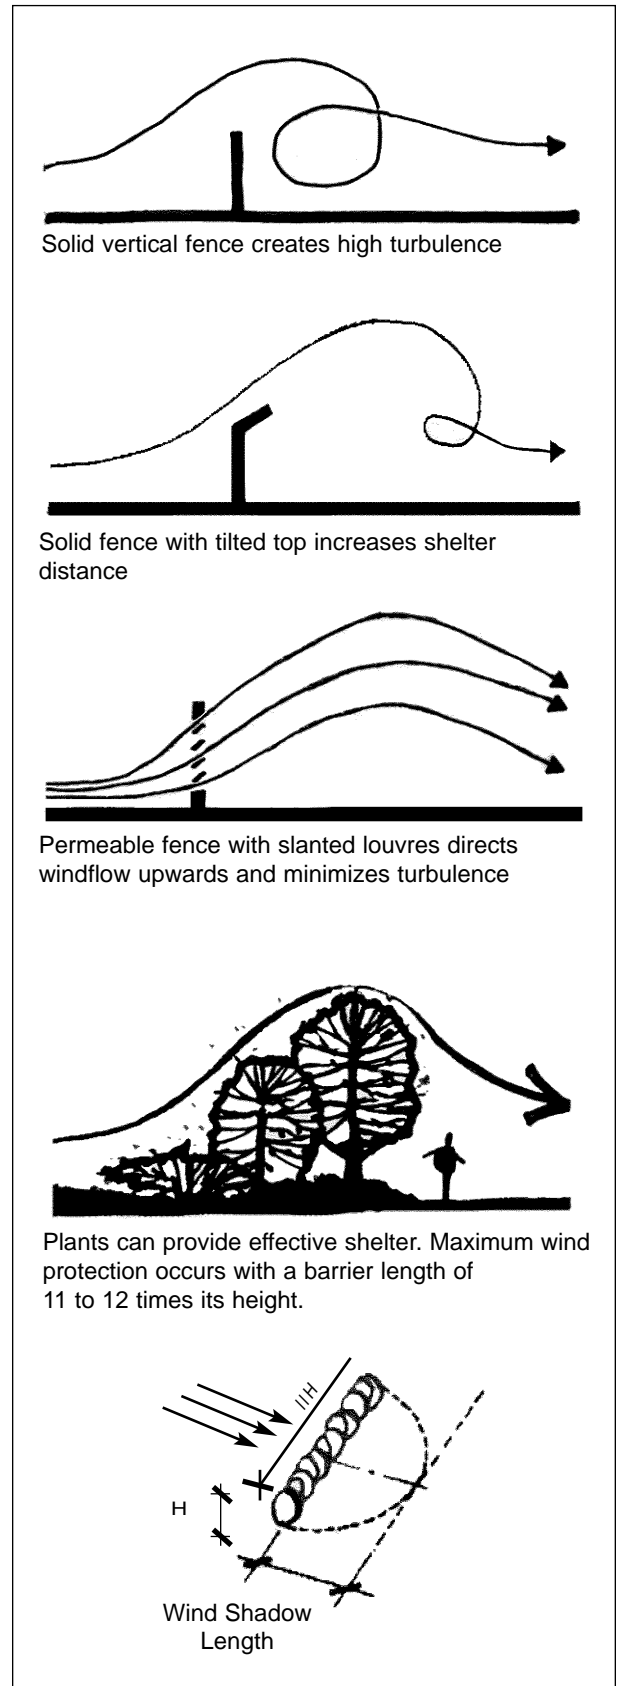 Solid vertical fence creates high turbulence
Solid fence with tilted top increases shelter
distance
Permeable fence with slanted louvres directs
windflow upwards and minimizes turbulence
Plants can provide effective shelter. Maximum wind
protection occurs with a barrier length of
11 to 12 times its height.
11H
H
Wind Shadow
Length